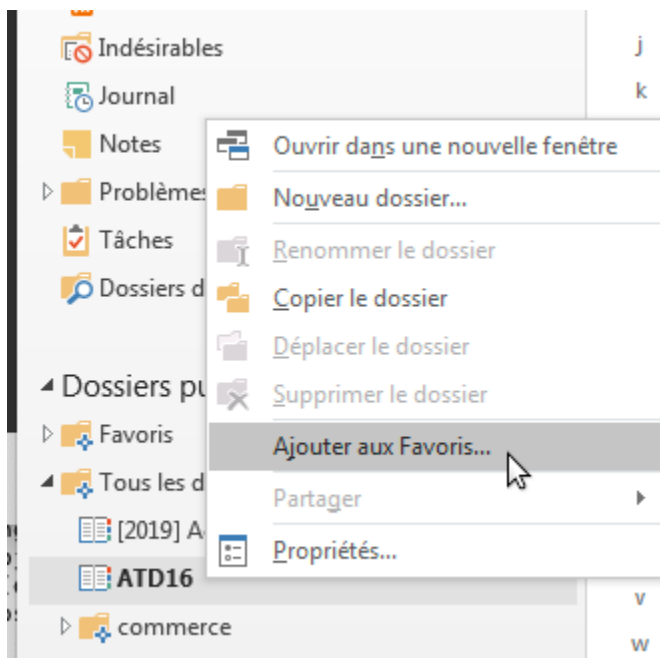 Indésirables
Journal
Notes
Problèmes
Tâches
Dossiers d
Dossiers pu
Favoris
Tous les d
[2019] A
ATD16
commerce
Ouvrir dans une nouvelle fenêtre
Nouveau dossier...
Renommer le dossier
Copier le dossier
Déplacer le dossier
Supprimer le dossier
Ajouter aux Favoris...
Partager
Propriétés...
j
k
v
w